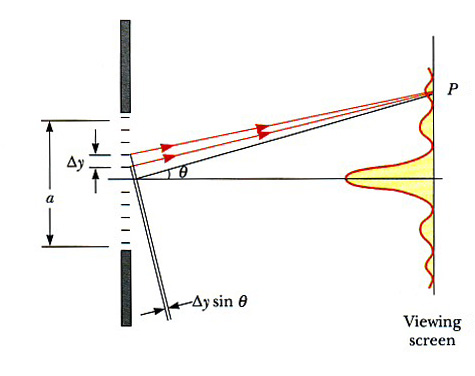 P
Δy
θ
a
Δy sin θ
Viewing
screen